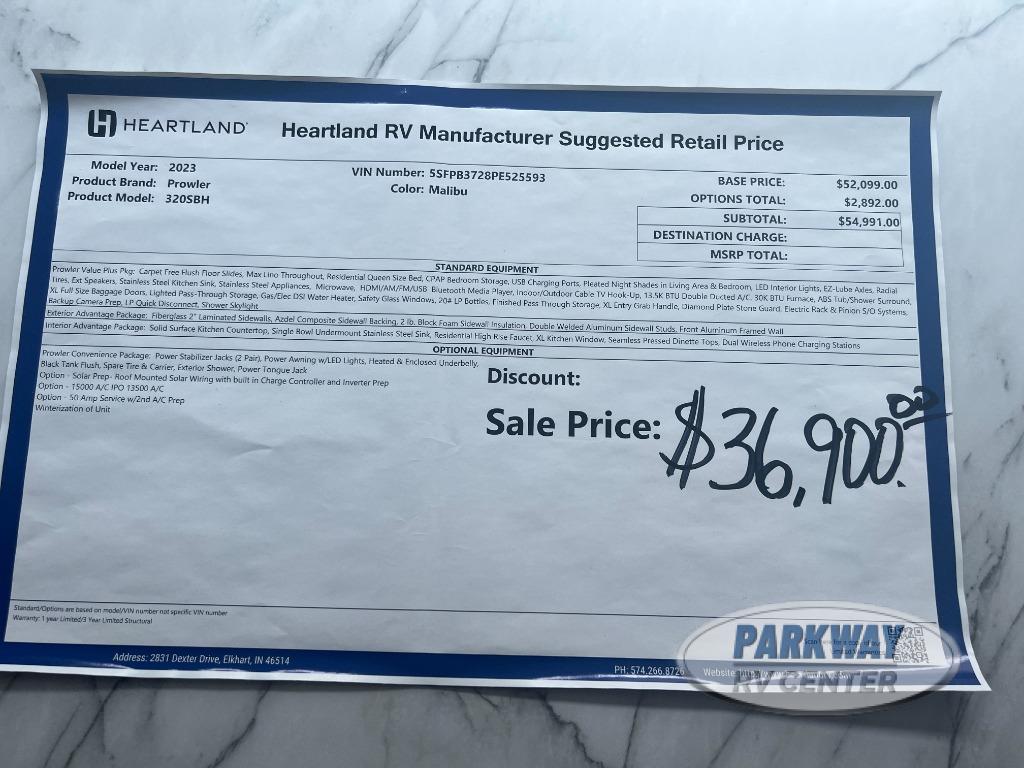 HEARTLAND
Heartland RV Manufacturer Suggested Retail Price
Model Year: 2023
Product Brand: Prowler
Product Model: 320SBH
VIN Number: 5SFPB3728PE525593
Color: Malibu
BASE PRICE: $52,099.00
OPTIONS TOTAL: $2,892.00
SUBTOTAL: $54,991.00
DESTINATION CHARGE:
MSRP TOTAL:
STANDARD EQUIPMENT
Prowler Value Plus Pkg: Carpet Free Flush Floor Slides, Max Lino Throughout, Residential Queen Size Bed, CPAP Bedroom Storage, USB Charging Ports, Pleated Night Shades in Living Area & Bedroom, LED Interior Lights, EZ-Lube Axles, Radial
Tires, Ext Speakers, Stainless Steel Kitchen Sink, Stainless Steel Appliances, Microwave, HDMI/AM/FM/USB Bluetooth Media Player, Indoor/Outdoor Cable TV Hook-Up, 13.5K BTU Double Ducted A/C, 30K BTU Furnace, ABS Tub/Shower Surround,
XL Full Size Baggage Doors, Lighted Pass-Through Storage, Gas/Elec DSI Water Heater, Safety Glass Windows, 20# LP Bottles, Finished Pass Through Storage, XL Entry Grab Handle, Diamond Plate Stone Guard, Electric Rack & Pinion S/O Systems,
Backup Camera Prep, LP Quick Disconnect, Shower Skylight
Exterior Advantage Package: Fiberglass 2" Laminated Sidewalls, Azdel Composite Sidewall Backing, 2 lb. Block Foam Sidewall Insulation, Double Welded Aluminum Sidewall Studs, Front Aluminum Framed Wall
Interior Advantage Package: Solid Surface Kitchen Countertop, Single Bowl Undermount Stainless Steel Sink, Residential High Rise Faucet, XL Kitchen Window, Seamless Pressed Dinette Tops, Dual Wireless Phone Charging Stations
OPTIONAL EQUIPMENT
Prowler Convenience Package: Power Stabilizer Jacks (2 Pair), Power Awning w/LED Lights, Heated & Enclosed Underbelly,
Black Tank Flush, Spare Tire & Carrier, Exterior Shower, Power Tongue Jack
Option - Solar Prep- Roof Mounted Solar Wiring with built in Charge Controller and Inverter Prep
Option - 15000 A/C IPO 13500 A/C
Option - 50 Amp Service w/2nd A/C Prep
Winterization of Unit
Discount:
Sale Price: $36,900.00
Standard/Options are based on model/VIN number not specific VIN number
Warranty: 1 year Limited/3 Year Limited Structural
Address: 2831 Dexter Drive, Elkhart, IN 46514
PH: 574.266.8726
Website:
PARKWAY
RV CENTER